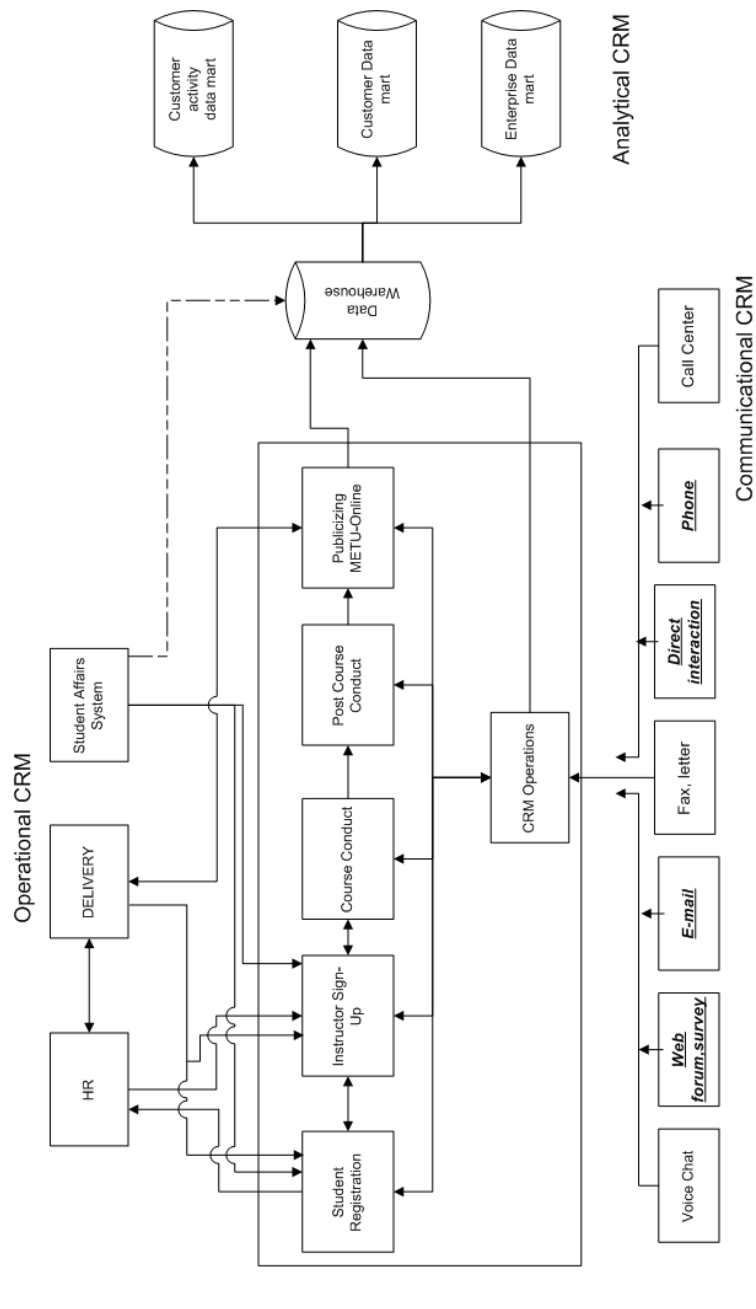 Operational CRM
HR
DELIVERY
Student Affairs
System
Student
Registration
Instructor Sign-
Up
Course Conduct
Post Course
Conduct
Publicizing
METU-Online
CRM Operations
Data
Warehouse
Customer
activity
data mart
Customer Data
mart
Enterprise Data
mart
Analytical CRM
Voice Chat
Web
forum,survey
E-mail
Fax, letter
Direct
interaction
Phone
Call Center
Communicational CRM